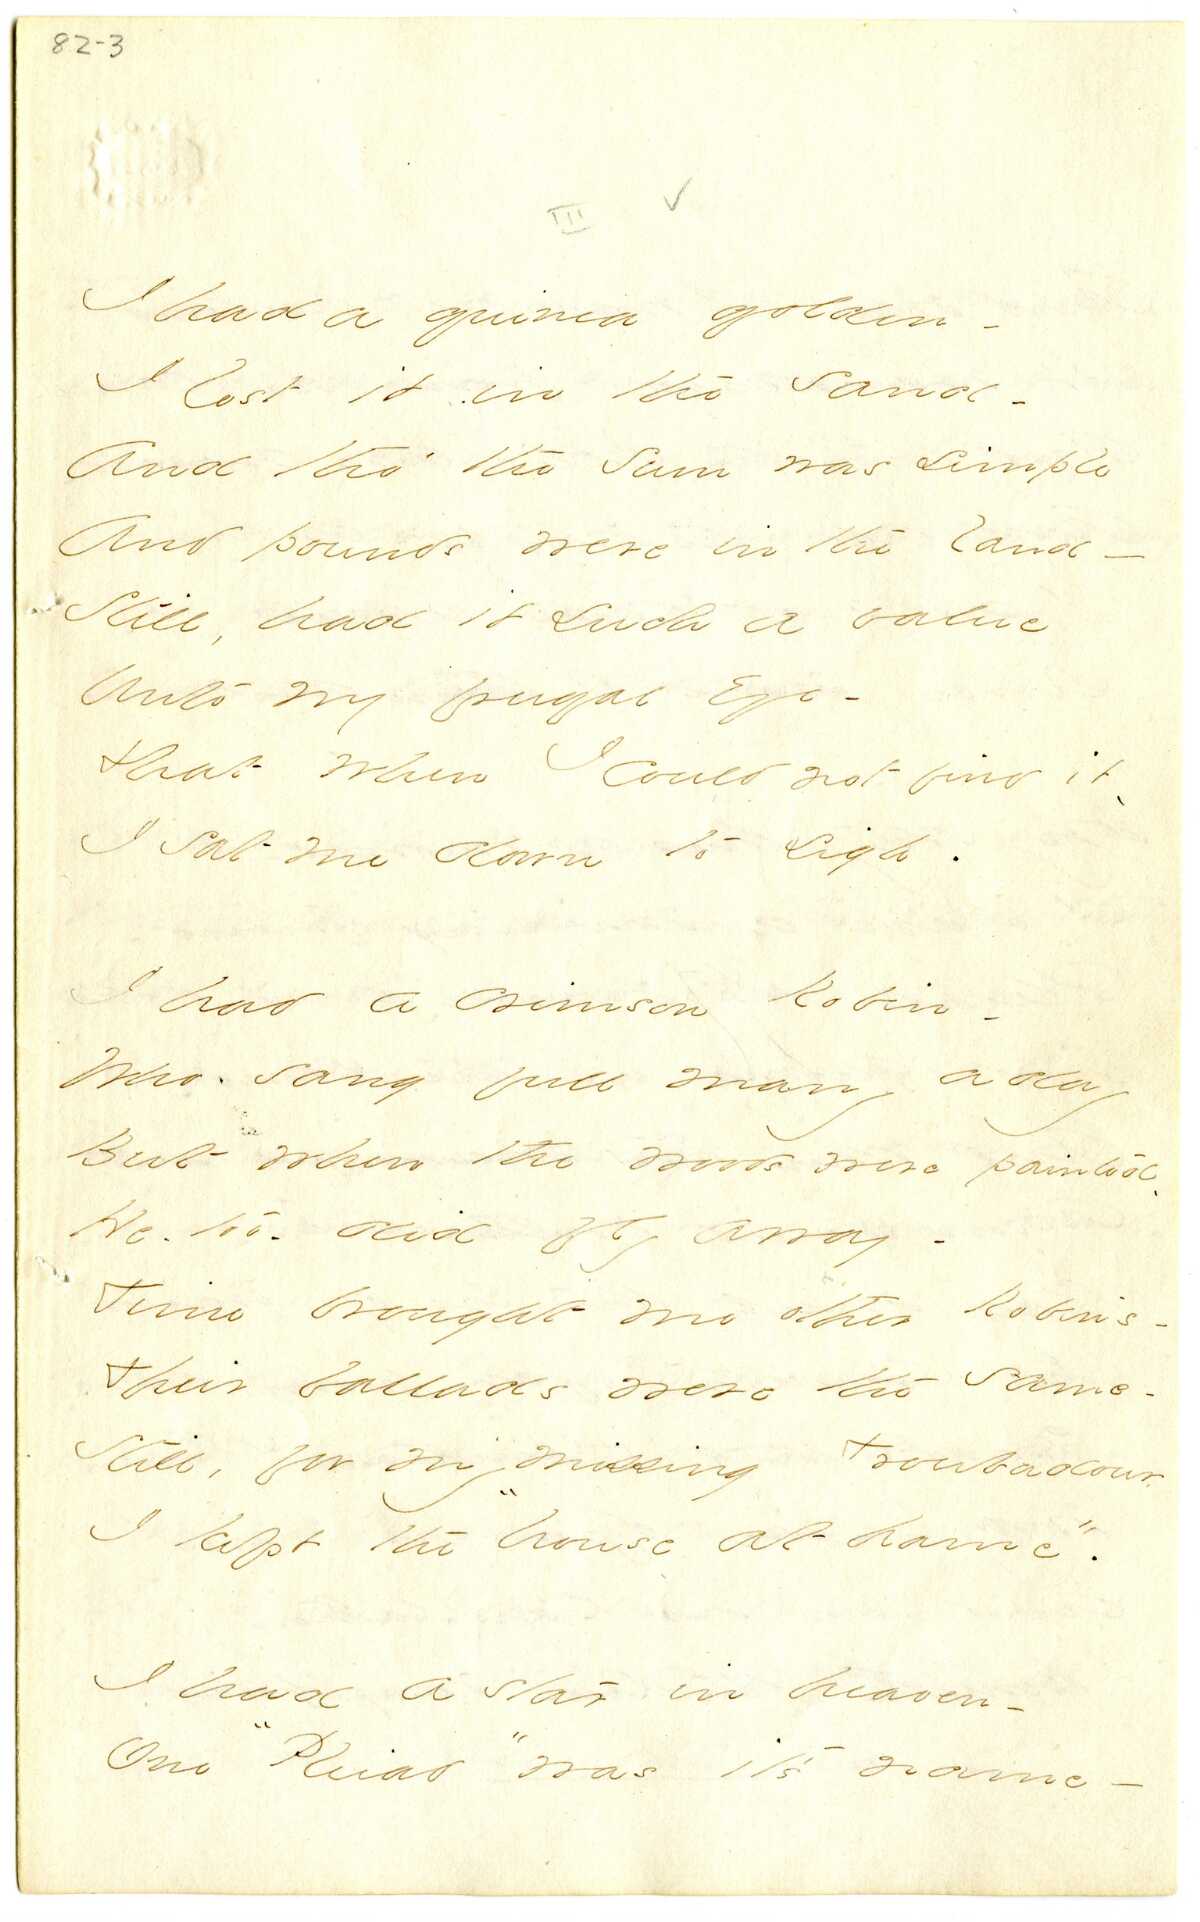 82-3
III ✓
I had a guinea golden -
I lost it in the sand -
And tho' the sum was simple
And pounds were in the land -
Still, had it such a value
Unto my frugal Eye -
That when I could not find it,
I sat me down to sigh.
I had a crimson Robin -
Who sang full many a day
But when the woods were painted,
He - too - did fly away -
Time brought me other Robins -
Their ballads were the same -
Still, for my missing Troubadour
I kept the "house at hame".
I had a star in heaven -
One "Pleiad" was its name -